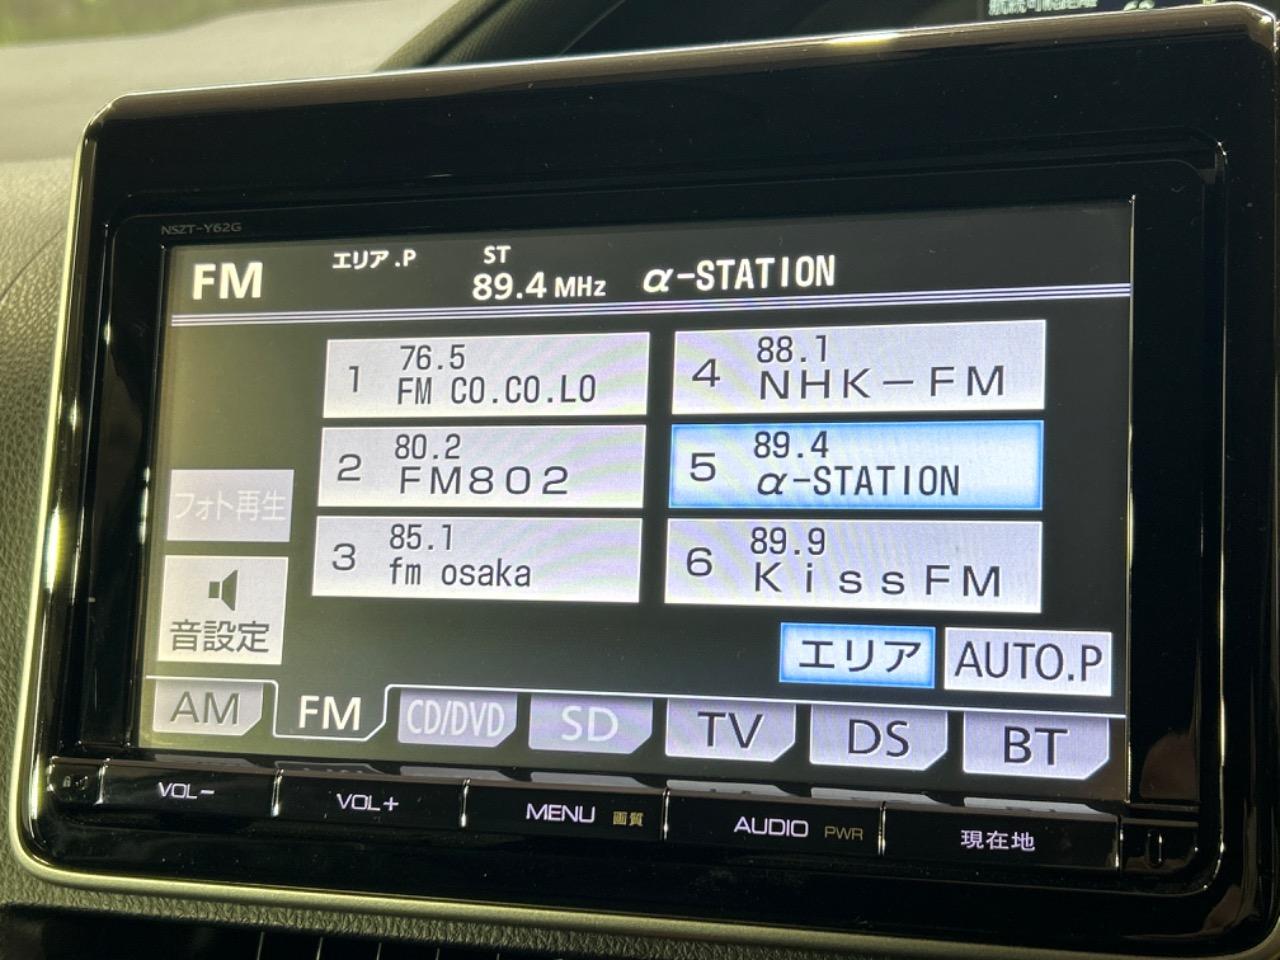 NSZT-Y62G
FM
エリア.P
ST
89.4 MHz
α-STATION
1
76.5
FM CO.CO.LO
2
80.2
FM802
3
85.1
fm osaka
4
88.1
NHK-FM
5
89.4
α-STATION
6
89.9
KissFM
フォト再生
音設定
エリア
AUTO.P
AM
FM
CD/DVD
SD
TV
DS
BT
VOL-
VOL+
MENU 画質
AUDIO PWR
現在地